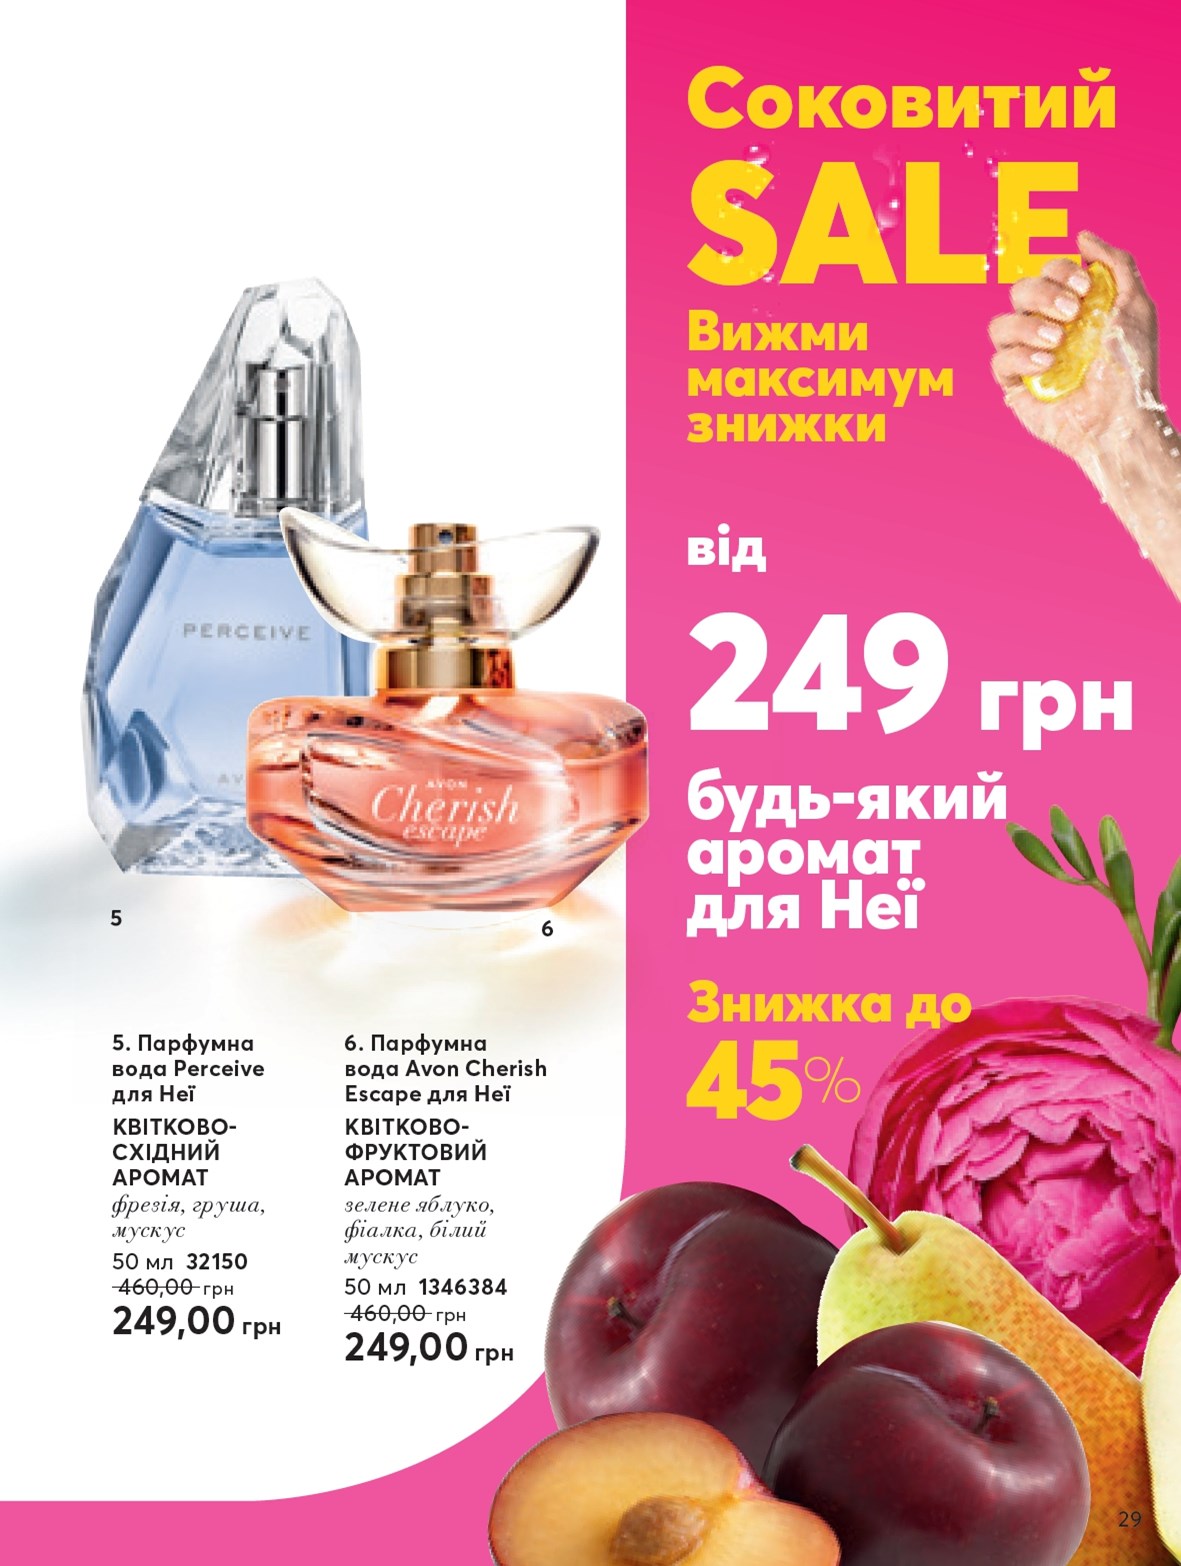 Соковитий
SALE
Вижми
максимум
знижки
від
249 грн
будь-який
аромат
для Неї
Знижка до
45%
PERCEIVE
AV
AVON
Cherish
escape
5
6
5. Парфумна
вода Perceive
для Неї
КВІТКОВО-
СХІДНИЙ
АРОМАТ
фрезія, груша,
мускус
50 мл 32150
460,00 грн
249,00 грн
6. Парфумна
вода Avon Cherish
Escape для Неї
КВІТКОВО-
ФРУКТОВИЙ
АРОМАТ
зелене яблуко,
фіалка, білий
мускус
50 мл 1346384
460,00 грн
249,00 грн
29